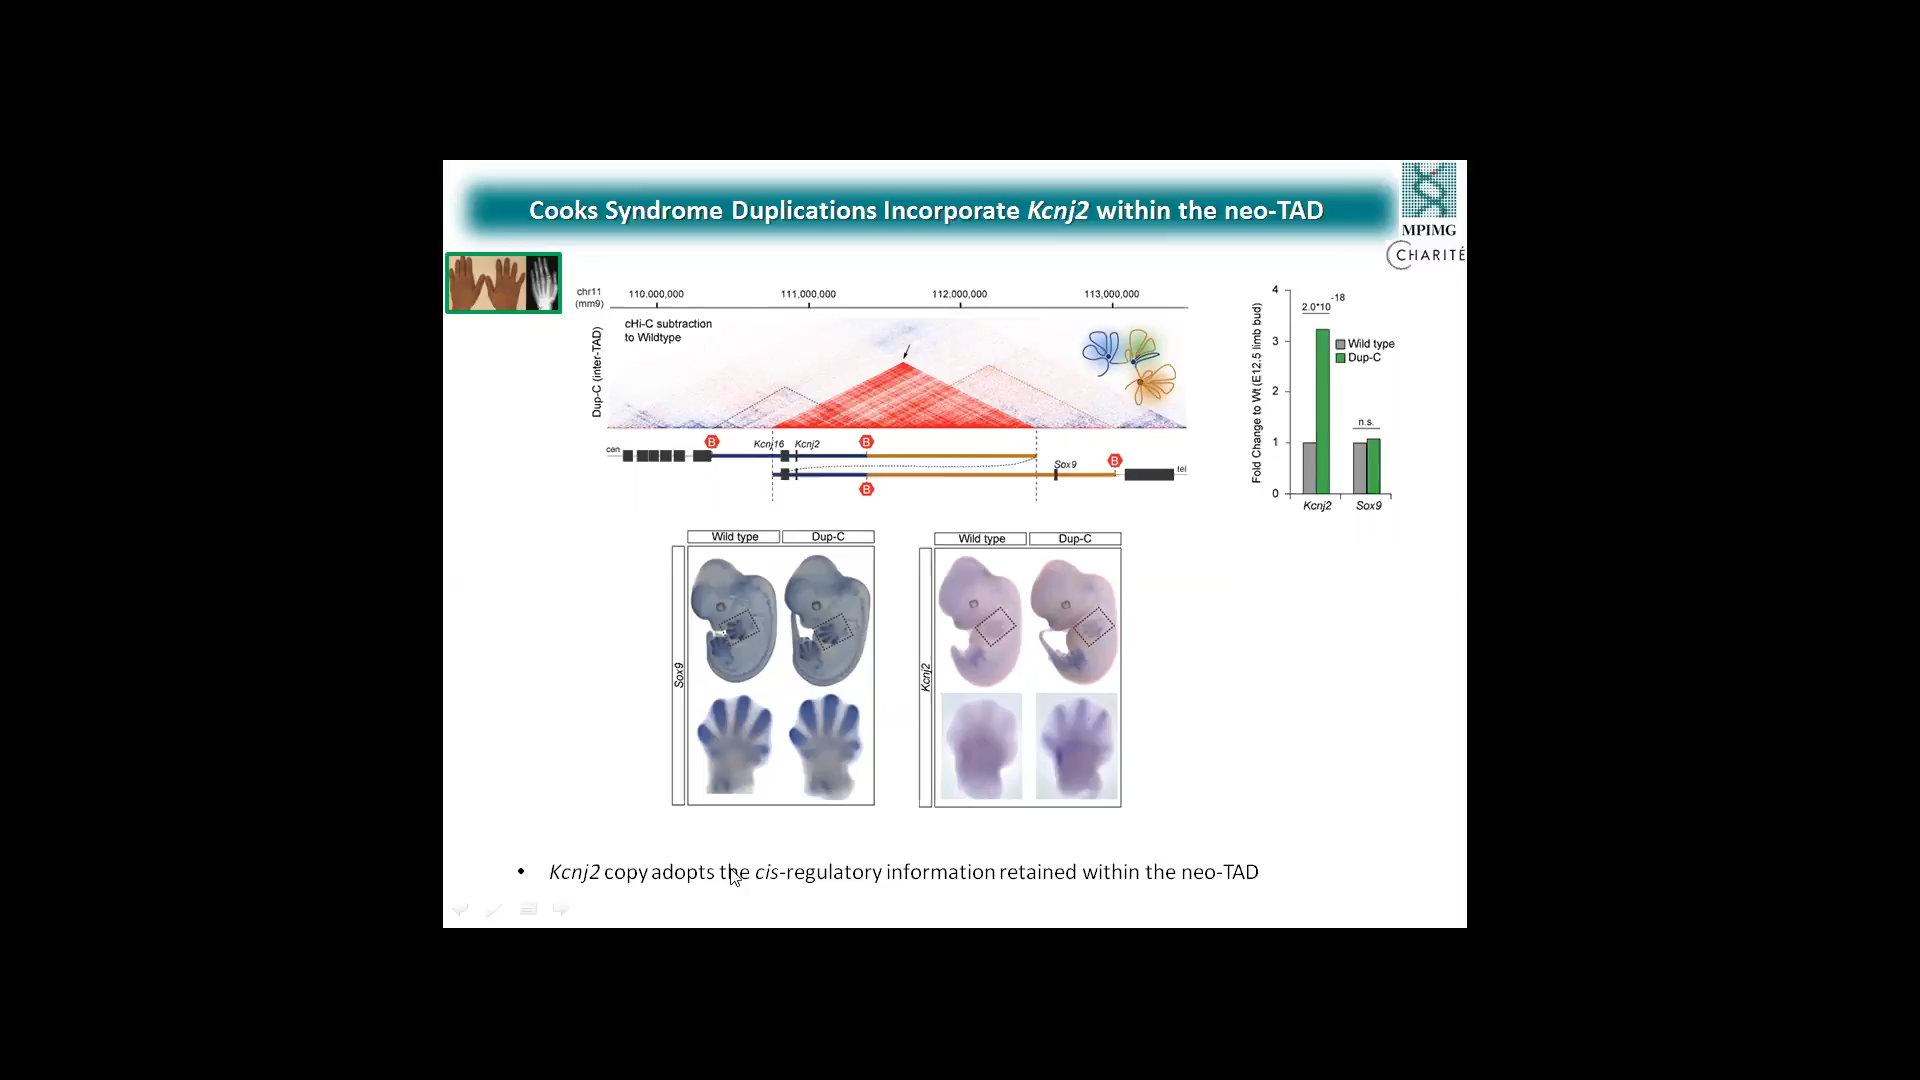 Cooks Syndrome Duplications Incorporate Kcnj2 within the neo-TAD
MPIMG
CHARITÉ
chr11
(mm9)
110,000,000 111,000,000 112,000,000 113,000,000
cHi-C subtraction
to Wildtype
Dup-C (inter-TAD)
B
Kcnj16 Kcnj2
B
cen
Sox9
B
tel
B
Fold Change to Wt (E12.5 limb bud)
4
3
2
1
0
2.0*10-18
Wild type
Dup-C
n.s.
Kcnj2 Sox9
Wild type Dup-C
Sox9
Wild type Dup-C
Kcnj2
• Kcnj2 copy adopts the cis-regulatory information retained within the neo-TAD